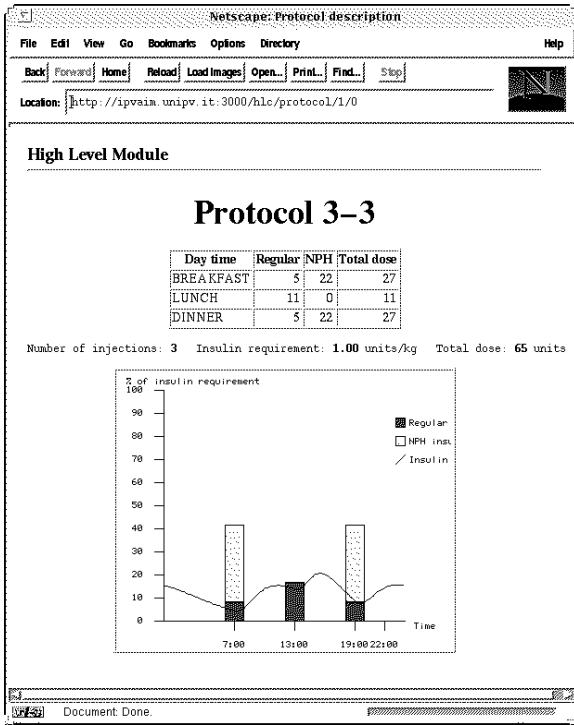 Netscape: Protocol description
File Edit View Go Bookmarks Options Directory Help
Back Forward Home Reload Load Images Open... Print... Find... Stop
Location: http://ipvaim.unipv.it:3000/hlc/protocol/1/0
N
High Level Module
Protocol 3-3
Day time Regular NPH Total dose
BREAKFAST 5 22 27
LUNCH 11 0 11
DINNER 5 22 27
Number of injections: 3 Insulin requirement: 1.00 units/kg Total dose: 65 units
% of insulin requirement
100
90
Regular
80
NPH insu
70
Insulin
60
50
40
30
20
10
0
Time
7:00 13:00 19:00 22:00
Document: Done.